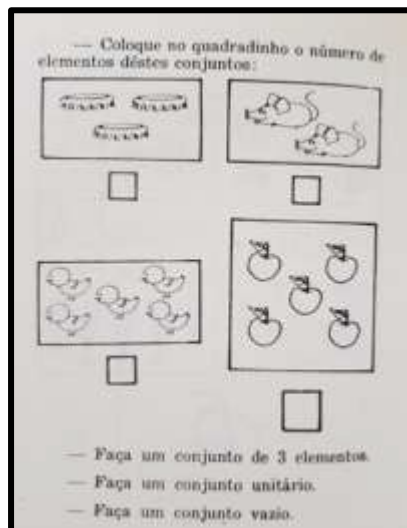 — Coloque no quadradinho o número de
elementos dêstes conjuntos:
— Faça um conjunto de 3 elementos.
— Faça um conjunto unitário.
— Faça um conjunto vazio.